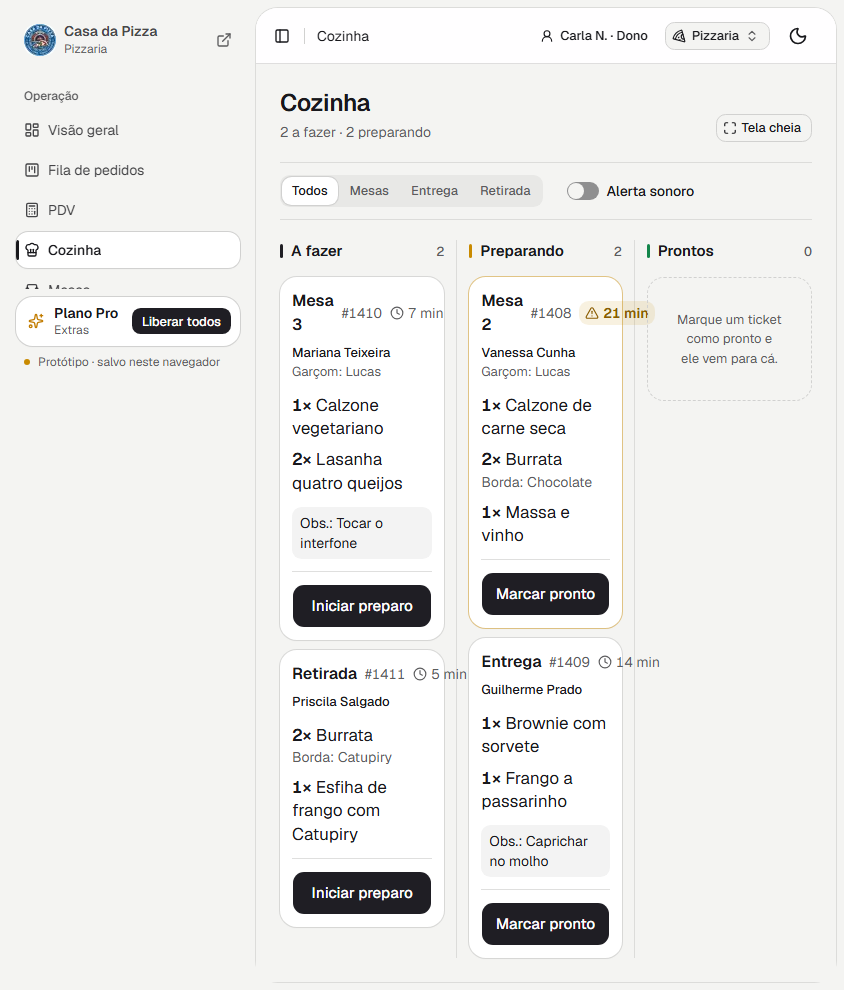 Casa da Pizza
Pizzaria
Operação
Visão geral
Fila de pedidos
PDV
Cozinha
Mesas
Plano Pro
Extras
Liberar todos
Protótipo · salvo neste navegador
Cozinha
Carla N. · Dono
Pizzaria
Cozinha
2 a fazer · 2 preparando
Tela cheia
Todos
Mesas
Entrega
Retirada
Alerta sonoro
A fazer
2
Mesa 3
#1410
7 min
Mariana Teixeira
Garçom: Lucas
1× Calzone
vegetariano
2× Lasanha
quatro queijos
Obs.: Tocar o
interfone
Iniciar preparo
Retirada
#1411
5 min
Priscila Salgado
2× Burrata
Borda: Catupiry
1× Esfiha de
frango com
Catupiry
Iniciar preparo
Preparando
2
Mesa 2
#1408
21 min
Vanessa Cunha
Garçom: Lucas
1× Calzone de
carne seca
2× Burrata
Borda: Chocolate
1× Massa e
vinho
Marcar pronto
Entrega
#1409
14 min
Guilherme Prado
1× Brownie com
sorvete
1× Frango a
passarinho
Obs.: Caprichar
no molho
Marcar pronto
Prontos
0
Marque um ticket
como pronto e
ele vem para cá.